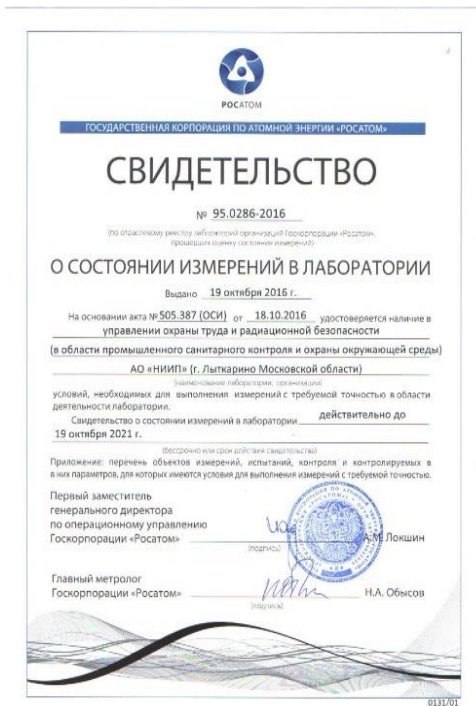 РОСАТОМ
ГОСУДАРСТВЕННАЯ КОРПОРАЦИЯ ПО АТОМНОЙ ЭНЕРГИИ «РОСАТОМ»
СВИДЕТЕЛЬСТВО
№ 95.0286-2016
(по отраслевому реестру лабораторий организаций Госкорпорации «Росатом»,
прошедших оценку состояния измерений)
О СОСТОЯНИИ ИЗМЕРЕНИЙ В ЛАБОРАТОРИИ
Выдано 19 октября 2016 г.
На основании акта № 505.387 (ОСИ) от 18.10.2016 удостоверяется наличие в
управлении охраны труда и радиационной безопасности
(в области промышленного санитарного контроля и охраны окружающей среды)
АО «НИИП» (г. Лыткарино Московской области)
(наименование лаборатории, организации)
условий, необходимых для выполнения измерений с требуемой точностью в области
деятельности лаборатории.
Свидетельство о состоянии измерений в лаборатории действительно до
19 октября 2021 г.
(бессрочно или срок действия свидетельства)
Приложение: перечень объектов измерений, испытаний, контроля и контролируемых в
в них параметров, для которых имеются условия для выполнения измерений с требуемой точностью.
Первый заместитель
генерального директора
по операционному управлению
Госкорпорации «Росатом» А.М. Локшин
(подпись)
Главный метролог
Госкорпорации «Росатом» Н.А. Обысов
(подпись)
0131/01